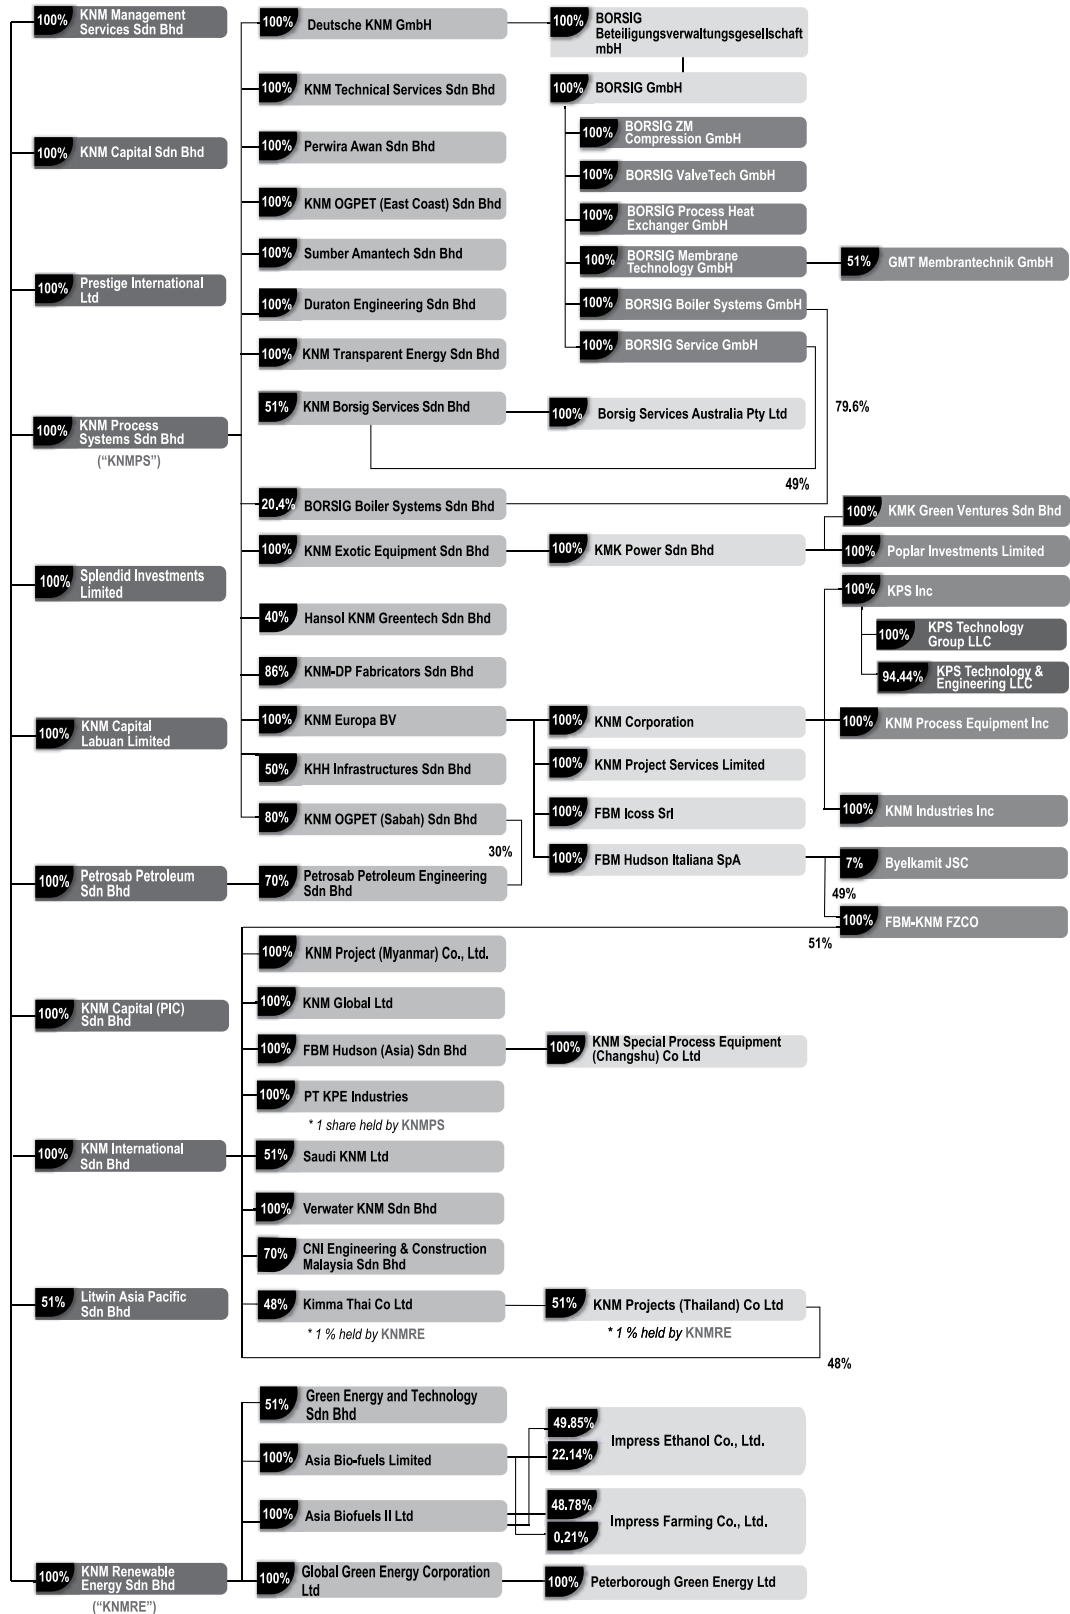 100% KNM Management
Services Sdn Bhd
100% KNM Capital Sdn Bhd
100% Prestige International
Ltd
100% KNM Process
Systems Sdn Bhd
("KNMPS")
100% Splendid Investments
Limited
100% KNM Capital
Labuan Limited
100% Petrosab Petroleum
Sdn Bhd
100% KNM Capital (PIC)
Sdn Bhd
100% KNM International
Sdn Bhd
51% Litwin Asia Pacific
Sdn Bhd
100% KNM Renewable
Energy Sdn Bhd
("KNMRE")
100% Deutsche KNM GmbH
100% KNM Technical Services Sdn Bhd
100% Perwira Awan Sdn Bhd
100% KNM OGPET (East Coast) Sdn Bhd
100% Sumber Amantech Sdn Bhd
100% Duraton Engineering Sdn Bhd
100% KNM Transparent Energy Sdn Bhd
51% KNM Borsig Services Sdn Bhd
20.4% BORSIG Boiler Systems Sdn Bhd
100% KNM Exotic Equipment Sdn Bhd
40% Hansol KNM Greentech Sdn Bhd
86% KNM-DP Fabricators Sdn Bhd
100% KNM Europa BV
50% KHH Infrastructures Sdn Bhd
80% KNM OGPET (Sabah) Sdn Bhd
30%
70% Petrosab Petroleum Engineering
Sdn Bhd
100% BORSIG
Beteiligungsverwaltungsgesellschaft
mbH
100% BORSIG GmbH
100% BORSIG ZM
Compression GmbH
100% BORSIG ValveTech GmbH
100% BORSIG Process Heat
Exchanger GmbH
100% BORSIG Membrane
Technology GmbH
51% GMT Membrantechnik GmbH
100% BORSIG Boiler Systems GmbH
100% BORSIG Service GmbH
100% Borsig Services Australia Pty Ltd
79.6%
49%
100% KMK Power Sdn Bhd
100% KMK Green Ventures Sdn Bhd
100% Poplar Investments Limited
100% KPS Inc
100% KPS Technology
Group LLC
94.44% KPS Technology &
Engineering LLC
100% KNM Corporation
100% KNM Process Equipment Inc
100% KNM Project Services Limited
100% FBM Icoss Srl
100% KNM Industries Inc
100% FBM Hudson Italiana SpA
7% Byelkamit JSC
49%
100% FBM-KNM FZCO
51%
100% KNM Project (Myanmar) Co., Ltd.
100% KNM Global Ltd
100% FBM Hudson (Asia) Sdn Bhd
100% KNM Special Process Equipment
(Changshu) Co Ltd
100% PT KPE Industries
* 1 share held by KNMPS
51% Saudi KNM Ltd
100% Verwater KNM Sdn Bhd
70% CNI Engineering & Construction
Malaysia Sdn Bhd
48% Kimma Thai Co Ltd
* 1 % held by KNMRE
51% KNM Projects (Thailand) Co Ltd
* 1 % held by KNMRE
48%
51% Green Energy and Technology
Sdn Bhd
100% Asia Bio-fuels Limited
100% Asia Biofuels II Ltd
100% Global Green Energy Corporation
Ltd
49.85%
Impress Ethanol Co., Ltd.
22.14%
48.78%
Impress Farming Co., Ltd.
0.21%
100% Peterborough Green Energy Ltd